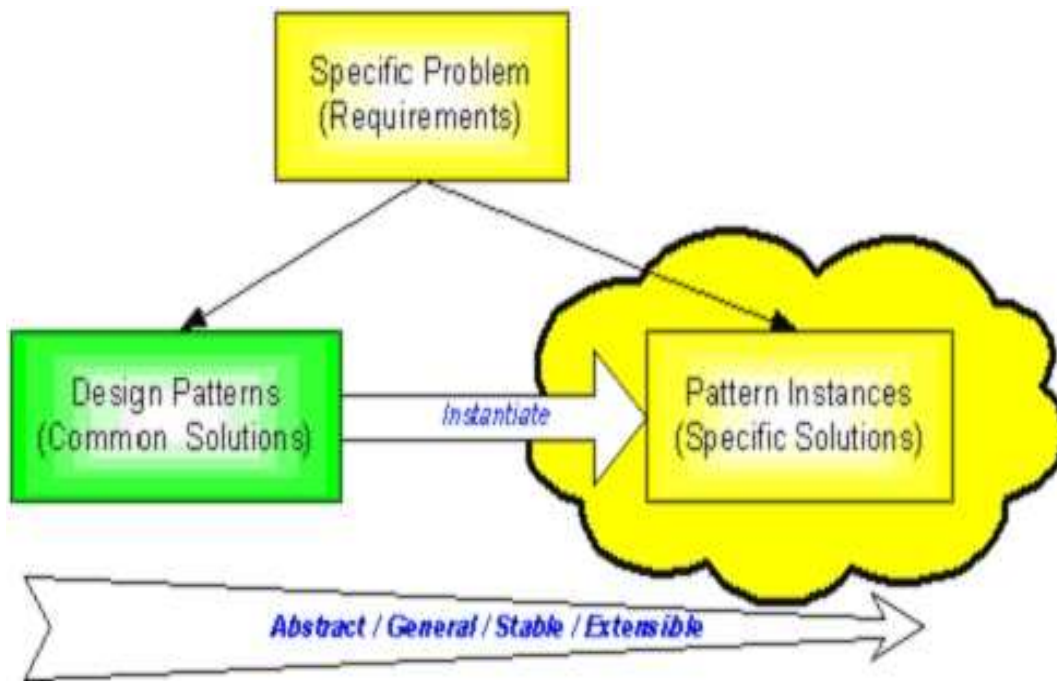 Specific Problem
(Requirements)
Design Patterns
(Common Solutions)
Instantiate
Pattern Instances
(Specific Solutions)
Abstract / General / Stable / Extensible